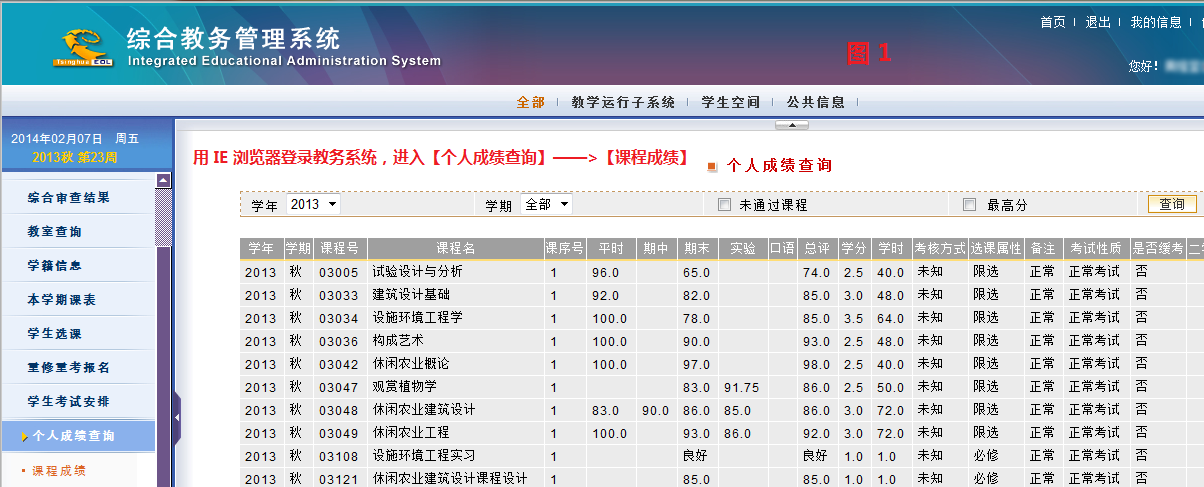 首页 | 退出 | 我的信息 |
综合教务管理系统
Integrated Educational Administration System
TsinghuaEOL
图 1
您好!
全部 | 教学运行子系统 | 学生空间 | 公共信息 |
2014年02月07日 周五
2013秋 第23周
用 IE 浏览器登录教务系统，进入【个人成绩查询】——>【课程成绩】
个人成绩查询
学年 2013 学期 全部 未通过课程 最高分 查询
综合审查结果
教室查询
学籍信息
本学期课表
学生选课
重修重考报名
学生考试安排
个人成绩查询
课程成绩
学年 学期 课程号 课程名 课序号 平时 期中 期末 实验 口语 总评 学分 学时 考核方式 选课属性 备注 考试性质 是否缓考
2013 秋 03005 试验设计与分析 1 96.0 65.0 74.0 2.5 40.0 未知 限选 正常 正常考试 否
2013 秋 03033 建筑设计基础 1 92.0 82.0 85.0 3.0 48.0 未知 限选 正常 正常考试 否
2013 秋 03034 设施环境工程学 1 100.0 78.0 85.0 3.5 64.0 未知 限选 正常 正常考试 否
2013 秋 03036 构成艺术 1 100.0 90.0 93.0 2.5 48.0 未知 限选 正常 正常考试 否
2013 秋 03042 休闲农业概论 1 100.0 97.0 98.0 2.5 40.0 未知 限选 正常 正常考试 否
2013 秋 03047 观赏植物学 1 83.0 91.75 86.0 2.5 50.0 未知 限选 正常 正常考试 否
2013 秋 03048 休闲农业建筑设计 1 83.0 90.0 86.0 85.0 86.0 3.0 72.0 未知 限选 正常 正常考试 否
2013 秋 03049 休闲农业工程 1 100.0 93.0 86.0 92.0 3.0 72.0 未知 限选 正常 正常考试 否
2013 秋 03108 设施环境工程实习 1 良好 良好 1.0 1.0 未知 必修 正常 正常考试 否
2013 秋 03121 休闲农业建筑设计课程设计 1 85.0 85.0 1.0 1.0 未知 必修 正常 正常考试 否